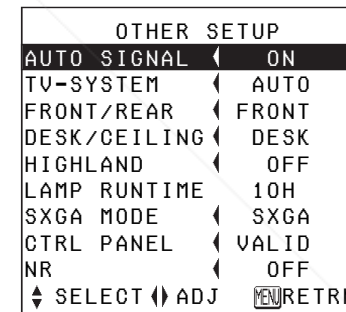 OTHER SETUP
AUTO SIGNAL ON
TV-SYSTEM AUTO
FRONT/REAR FRONT
DESK/CEILING DESK
HIGHLAND OFF
LAMP RUNTIME 10H
SXGA MODE SXGA
CTRL PANEL VALID
NR OFF
SELECT ADJ MENU RETRE